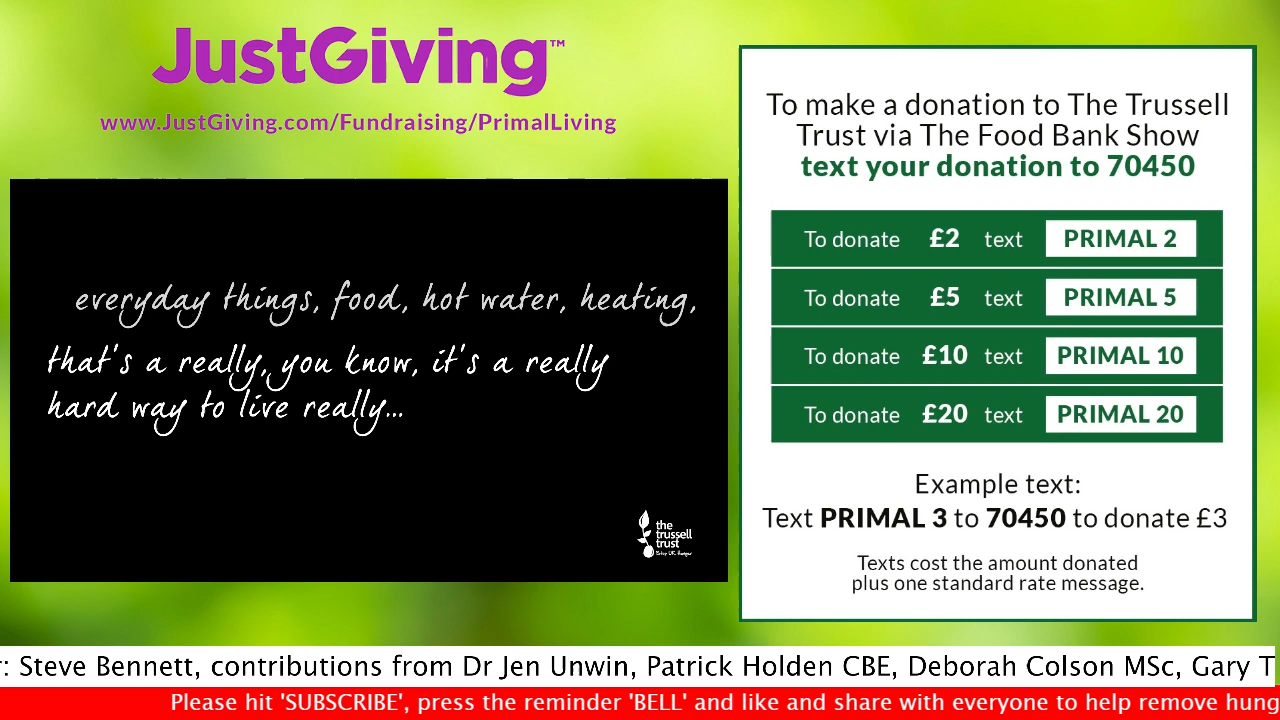 JustGiving™
www.JustGiving.com/Fundraising/PrimalLiving
everyday things, food, hot water, heating,
that's a really, you know, it's a really
hard way to live really...
the
trussell
trust
Stop UK Hunger
To make a donation to The Trussell
Trust via The Food Bank Show
text your donation to 70450
To donate £2 text PRIMAL 2
To donate £5 text PRIMAL 5
To donate £10 text PRIMAL 10
To donate £20 text PRIMAL 20
Example text:
Text PRIMAL 3 to 70450 to donate £3
Texts cost the amount donated
plus one standard rate message.
: Steve Bennett, contributions from Dr Jen Unwin, Patrick Holden CBE, Deborah Colson MSc, Gary T
Please hit 'SUBSCRIBE', press the reminder 'BELL' and like and share with everyone to help remove hung